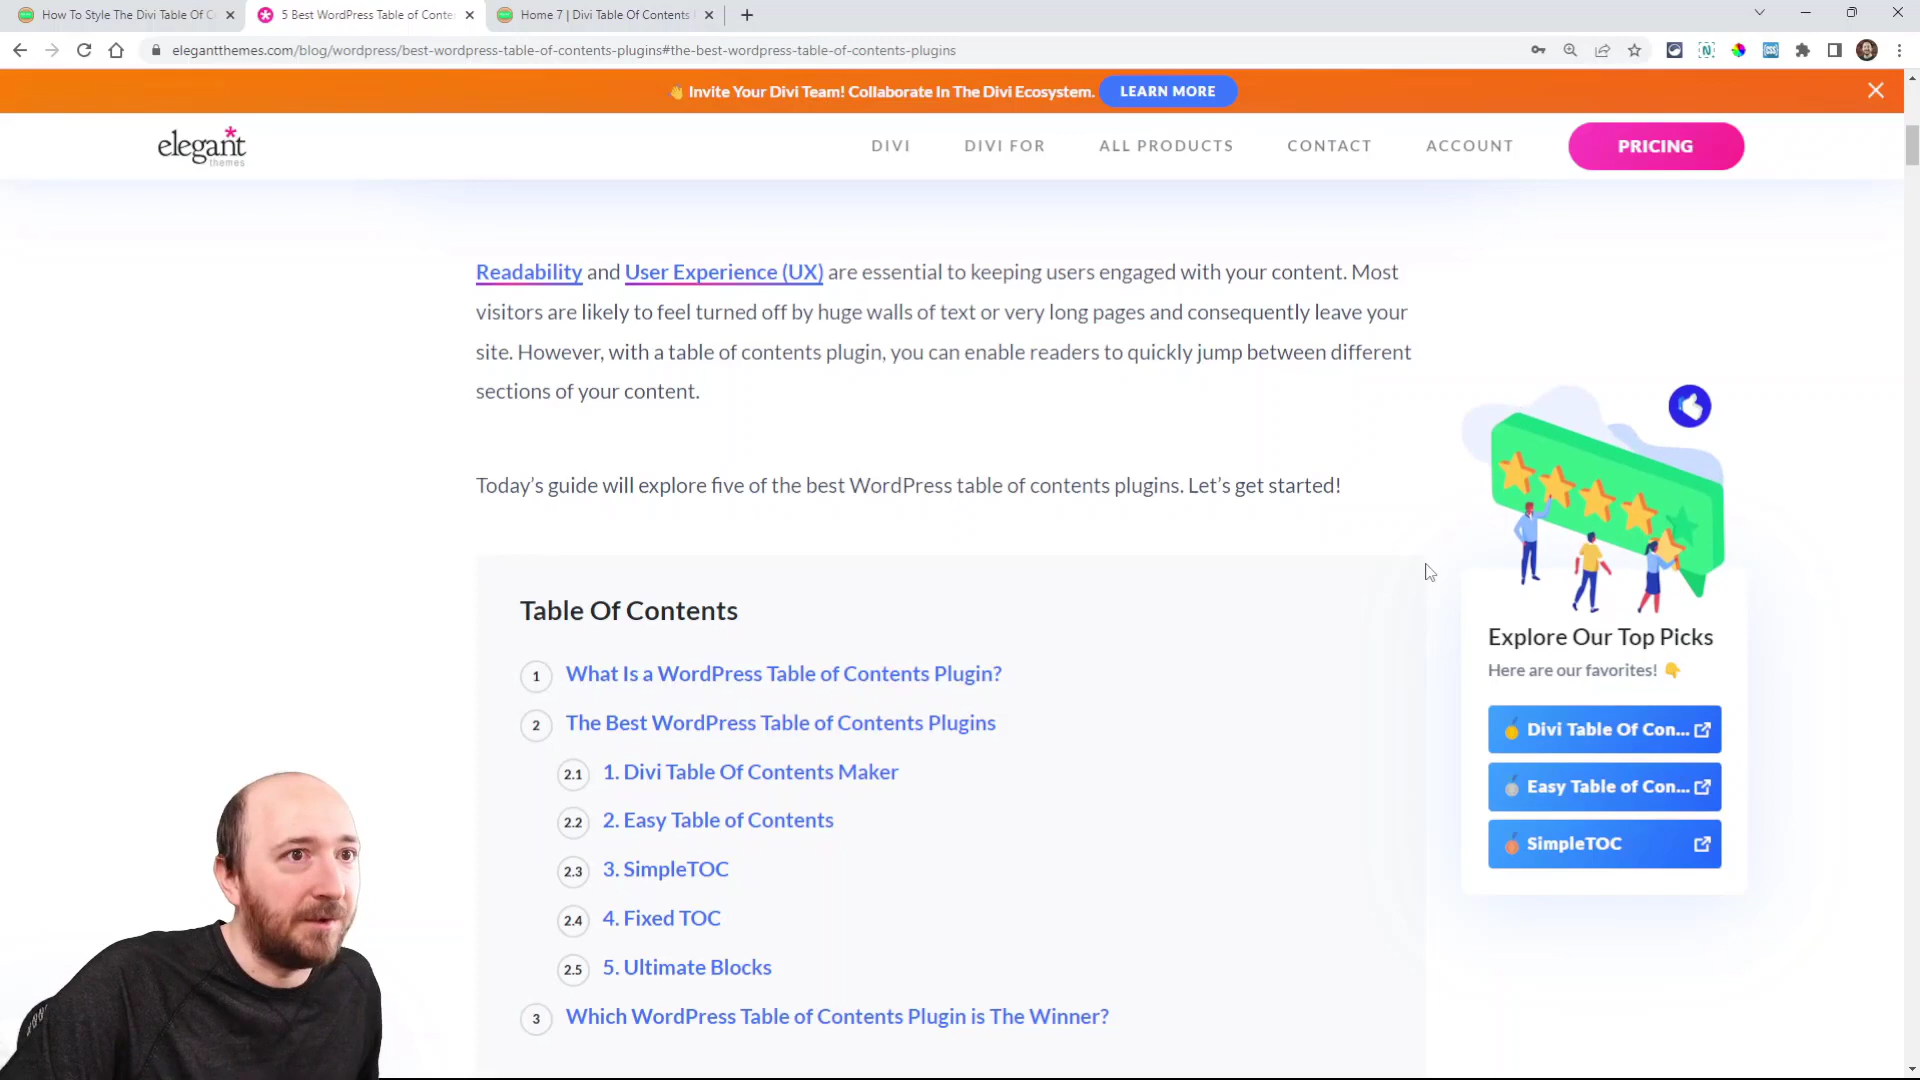 How To Style The Divi Table Of C
5 Best WordPress Table of Conte
Home 7 | Divi Table Of Contents
elegantthemes.com/blog/wordpress/best-wordpress-table-of-contents-plugins#the-best-wordpress-table-of-contents-plugins
👋 Invite Your Divi Team! Collaborate In The Divi Ecosystem. LEARN MORE
elegant themes
DIVI DIVI FOR ALL PRODUCTS CONTACT ACCOUNT PRICING
Readability and User Experience (UX) are essential to keeping users engaged with your content. Most
visitors are likely to feel turned off by huge walls of text or very long pages and consequently leave your
site. However, with a table of contents plugin, you can enable readers to quickly jump between different
sections of your content.
Today’s guide will explore five of the best WordPress table of contents plugins. Let’s get started!
Table Of Contents
1 What Is a WordPress Table of Contents Plugin?
2 The Best WordPress Table of Contents Plugins
2.1 1. Divi Table Of Contents Maker
2.2 2. Easy Table of Contents
2.3 3. SimpleTOC
2.4 4. Fixed TOC
2.5 5. Ultimate Blocks
3 Which WordPress Table of Contents Plugin is The Winner?
Explore Our Top Picks
Here are our favorites! 👇
🥇 Divi Table Of Con...
🥈 Easy Table of Con...
🥉 SimpleTOC